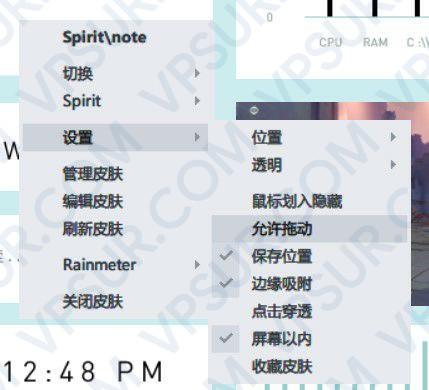 Spirit\note
切换
Spirit
设置
管理皮肤
编辑皮肤
刷新皮肤
Rainmeter
关闭皮肤
位置
透明
鼠标划入隐藏
允许拖动
保存位置
边缘吸附
点击穿透
屏幕以内
收藏皮肤
0
CPU RAM C:\\
W
12:48 PM
VPSUR.COM